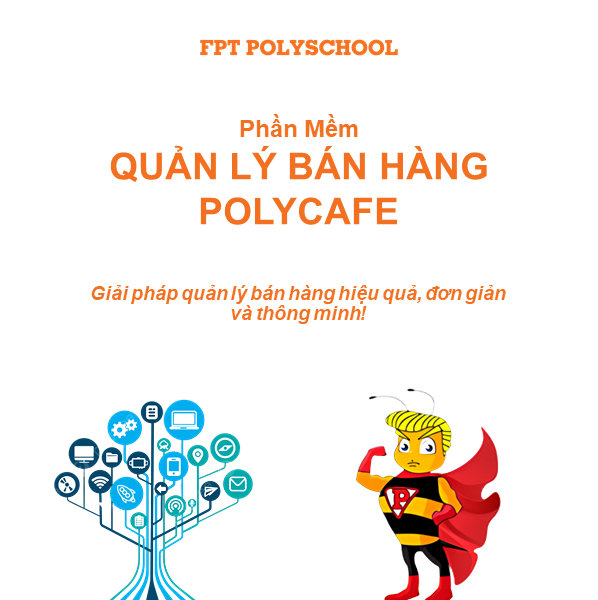 FPT POLYSCHOOL
Phần Mềm
QUẢN LÝ BÁN HÀNG
POLYCAFE
Giải pháp quản lý bán hàng hiệu quả, đơn giản
và thông minh!
P